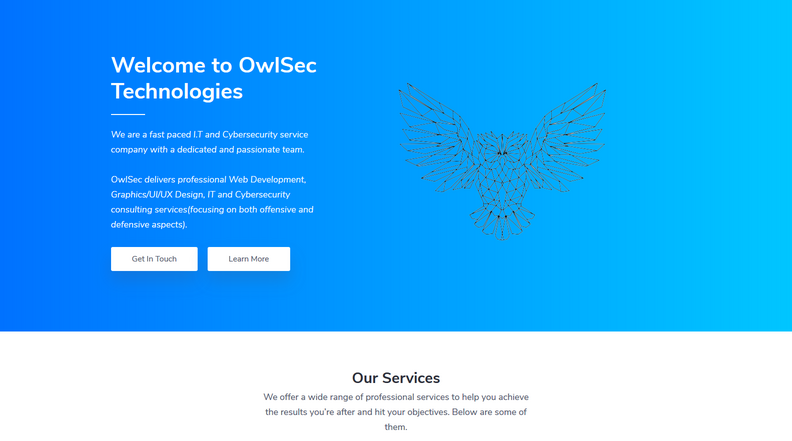 Welcome to OwlSec
Technologies
We are a fast paced I.T and Cybersecurity service
company with a dedicated and passionate team.
OwlSec delivers professional Web Development,
Graphics/UI/UX Design, IT and Cybersecurity
consulting services(focusing on both offensive and
defensive aspects).
Get In Touch
Learn More
Our Services
We offer a wide range of professional services to help you achieve
the results you're after and hit your objectives. Below are some of
them.